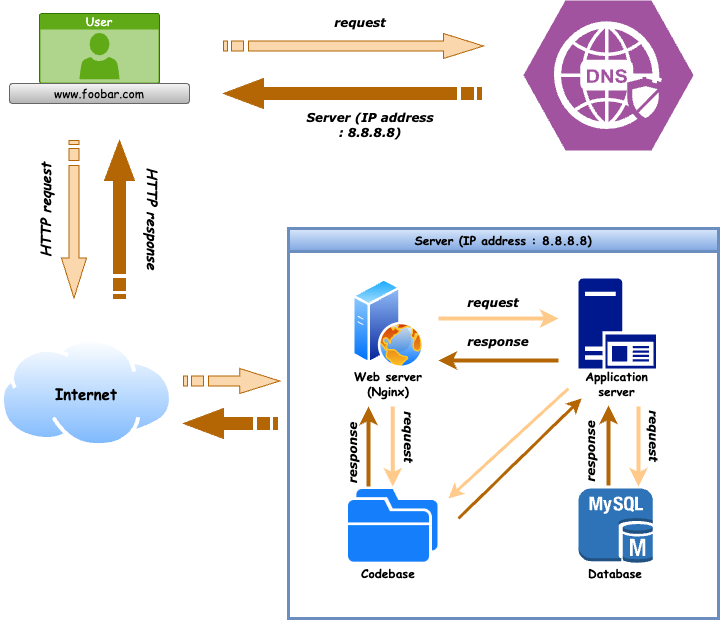 User
www.foobar.com
request
DNS
Server (IP address
: 8.8.8.8)
HTTP request
HTTP response
Internet
Server (IP address : 8.8.8.8)
request
response
Web server
(Nginx)
Application
server
response
request
response
request
MySQL
M
Codebase
Database